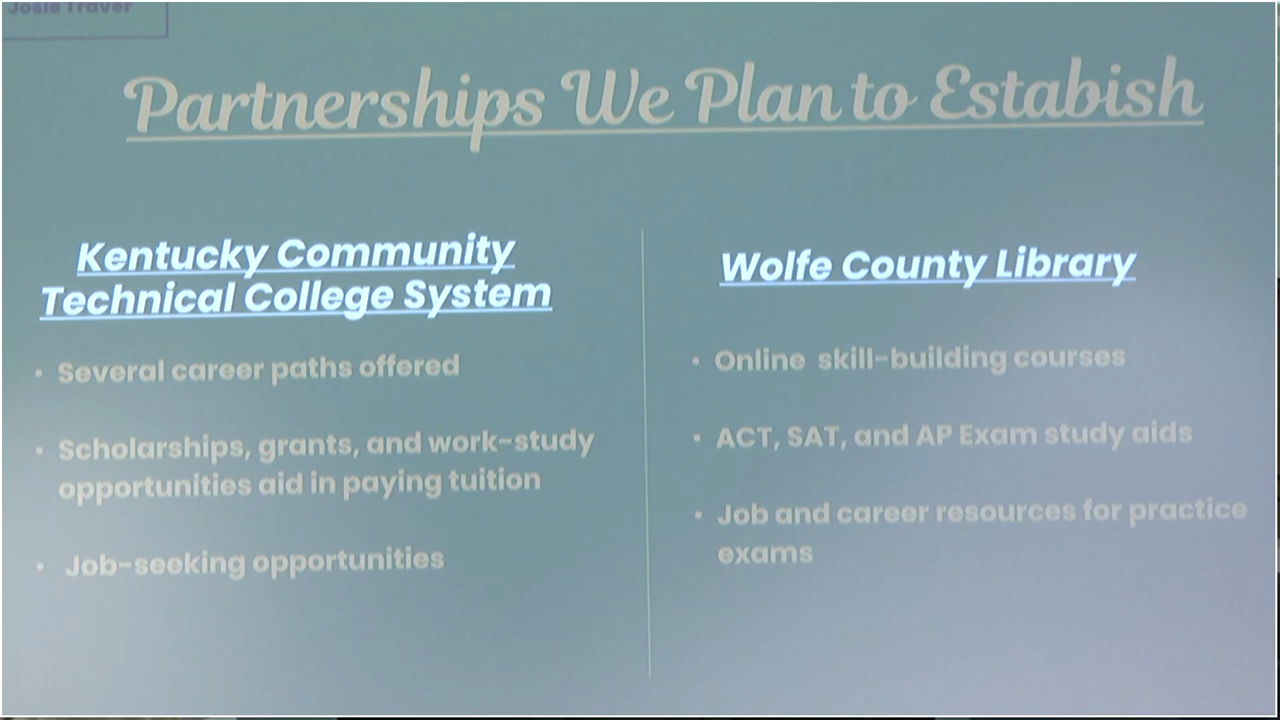 Josie Traver
Partnerships We Plan to Estabish
Kentucky Community
Technical College System
• Several career paths offered
• Scholarships, grants, and work-study
opportunities aid in paying tuition
• Job-seeking opportunities
Wolfe County Library
• Online skill-building courses
• ACT, SAT, and AP Exam study aids
• Job and career resources for practice
exams